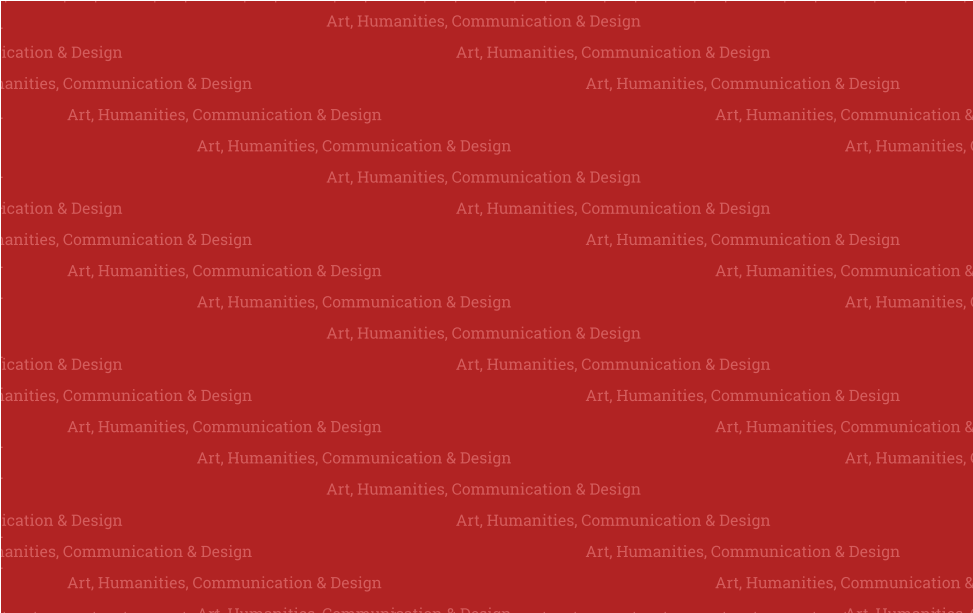 Art, Humanities, Communication & Design
ication & Design Art, Humanities, Communication & Design
anities, Communication & Design Art, Humanities, Communication & Design
Art, Humanities, Communication & Design Art, Humanities, Communication &
Art, Humanities, Communication & Design Art, Humanities,
Art, Humanities, Communication & Design
ication & Design Art, Humanities, Communication & Design
anities, Communication & Design Art, Humanities, Communication & Design
Art, Humanities, Communication & Design Art, Humanities, Communication &
Art, Humanities, Communication & Design Art, Humanities,
Art, Humanities, Communication & Design
ication & Design Art, Humanities, Communication & Design
anities, Communication & Design Art, Humanities, Communication & Design
Art, Humanities, Communication & Design Art, Humanities, Communication &
Art, Humanities, Communication & Design Art, Humanities,
Art, Humanities, Communication & Design
ication & Design Art, Humanities, Communication & Design
anities, Communication & Design Art, Humanities, Communication & Design
Art, Humanities, Communication & Design Art, Humanities, Communication &
Art, Humanities, Communication & Design Art, Humanities,